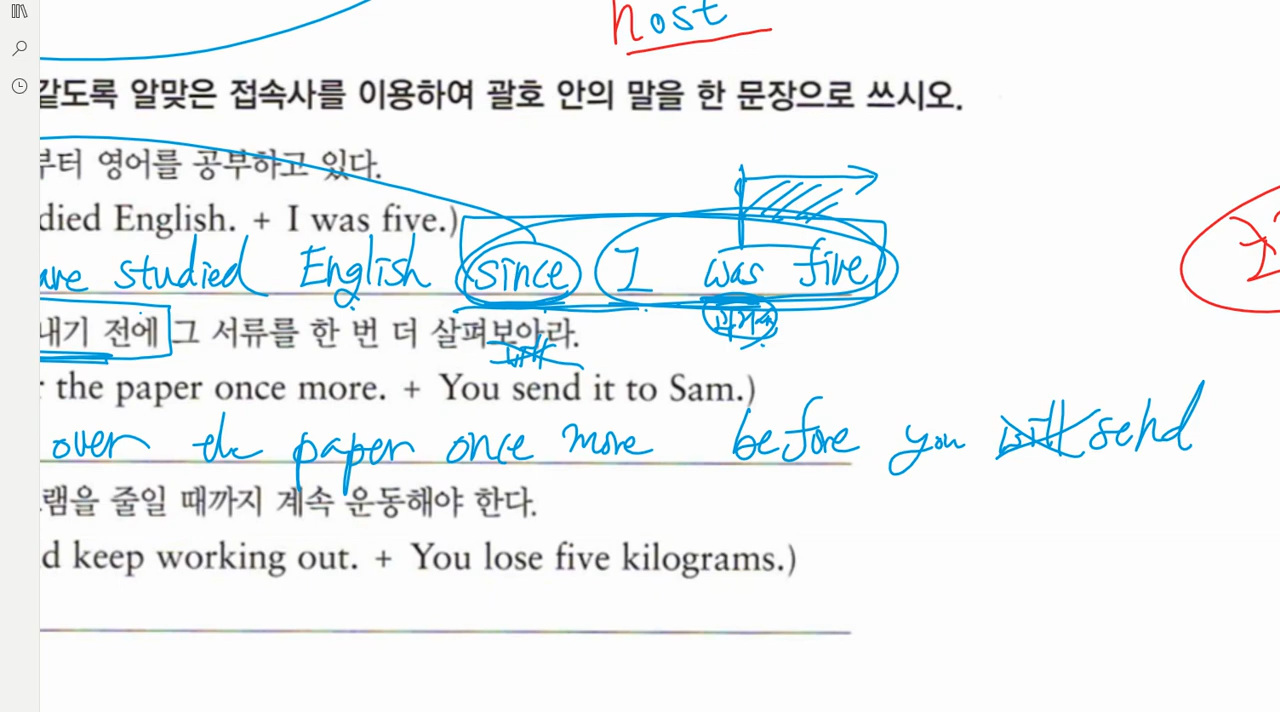 host
같도록 알맞은 접속사를 이용하여 괄호 안의 말을 한 문장으로 쓰시오.
부터 영어를 공부하고 있다.
died English. + I was five.)
are studied English since I was five
과거
내기 전에 그 서류를 한 번 더 살펴보아라.
will
the paper once more. + You send it to Sam.)
over the paper once more before you will send
램을 줄일 때까지 계속 운동해야 한다.
d keep working out. + You lose five kilograms.)